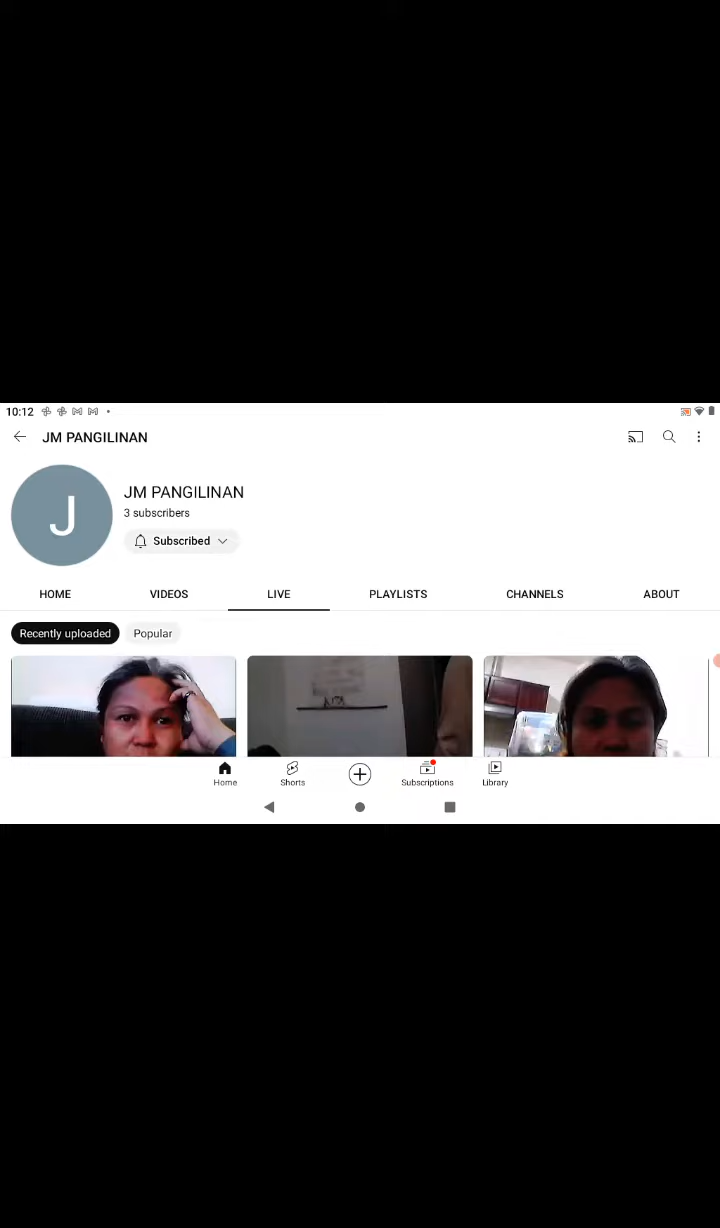 10:12
JM PANGILINAN
J
JM PANGILINAN
3 subscribers
Subscribed
HOME VIDEOS LIVE PLAYLISTS CHANNELS ABOUT
Recently uploaded Popular
Home Shorts Subscriptions Library